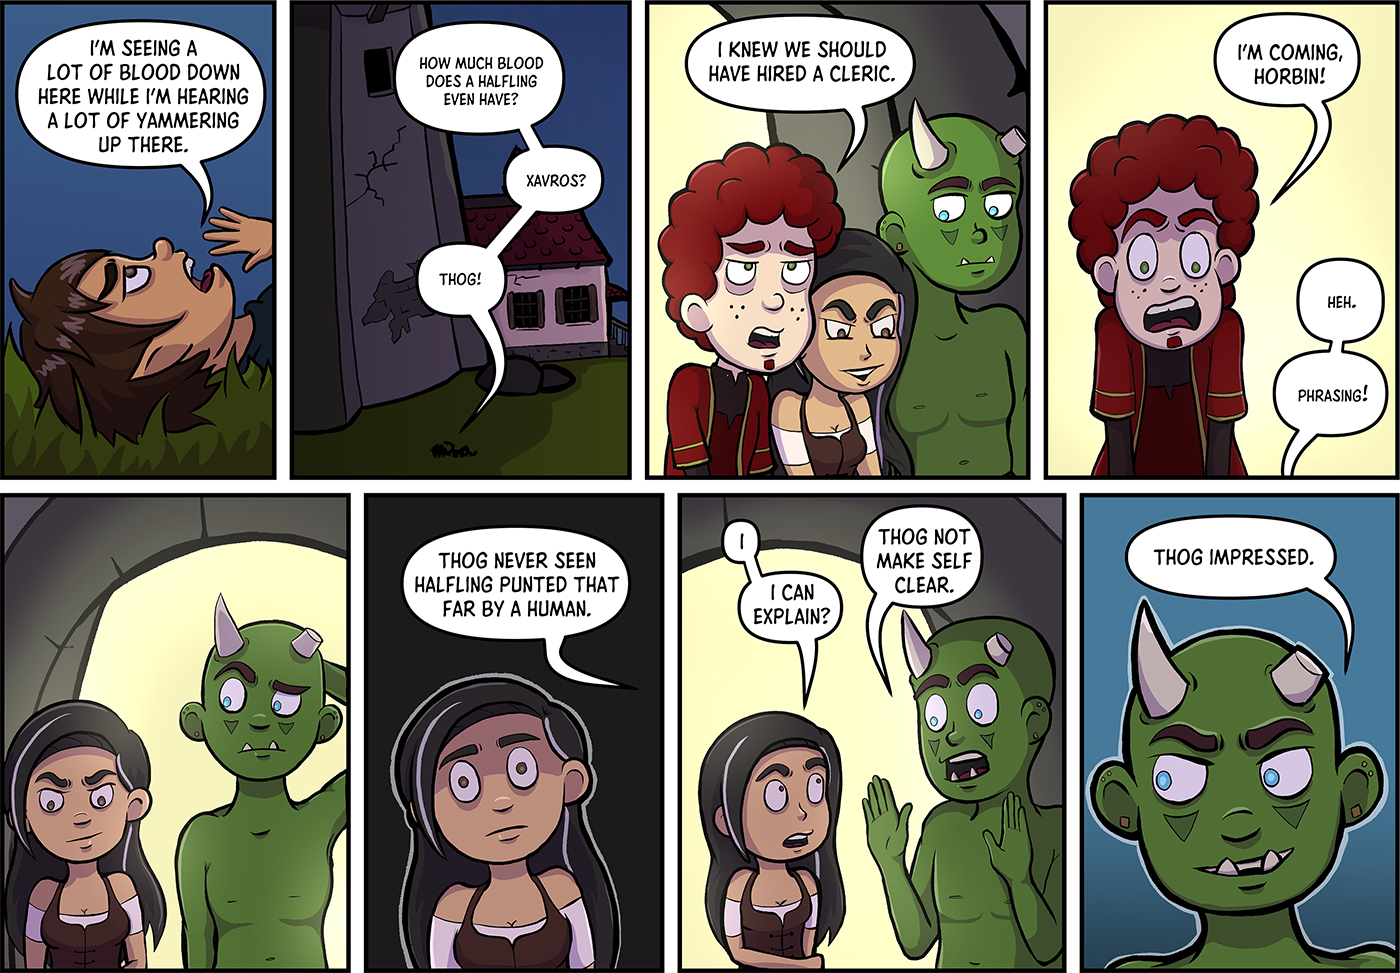 I'M SEEING A
LOT OF BLOOD DOWN
HERE WHILE I'M HEARING
A LOT OF YAMMERING
UP THERE.
HOW MUCH BLOOD
DOES A HALFLING
EVEN HAVE?
XAVROS?
THOG!
I KNEW WE SHOULD
HAVE HIRED A CLERIC.
I'M COMING,
HORBIN!
HEH.
PHRASING!
THOG NEVER SEEN
HALFLING PUNTED THAT
FAR BY A HUMAN.
I
I CAN
EXPLAIN?
THOG NOT
MAKE SELF
CLEAR.
THOG IMPRESSED.